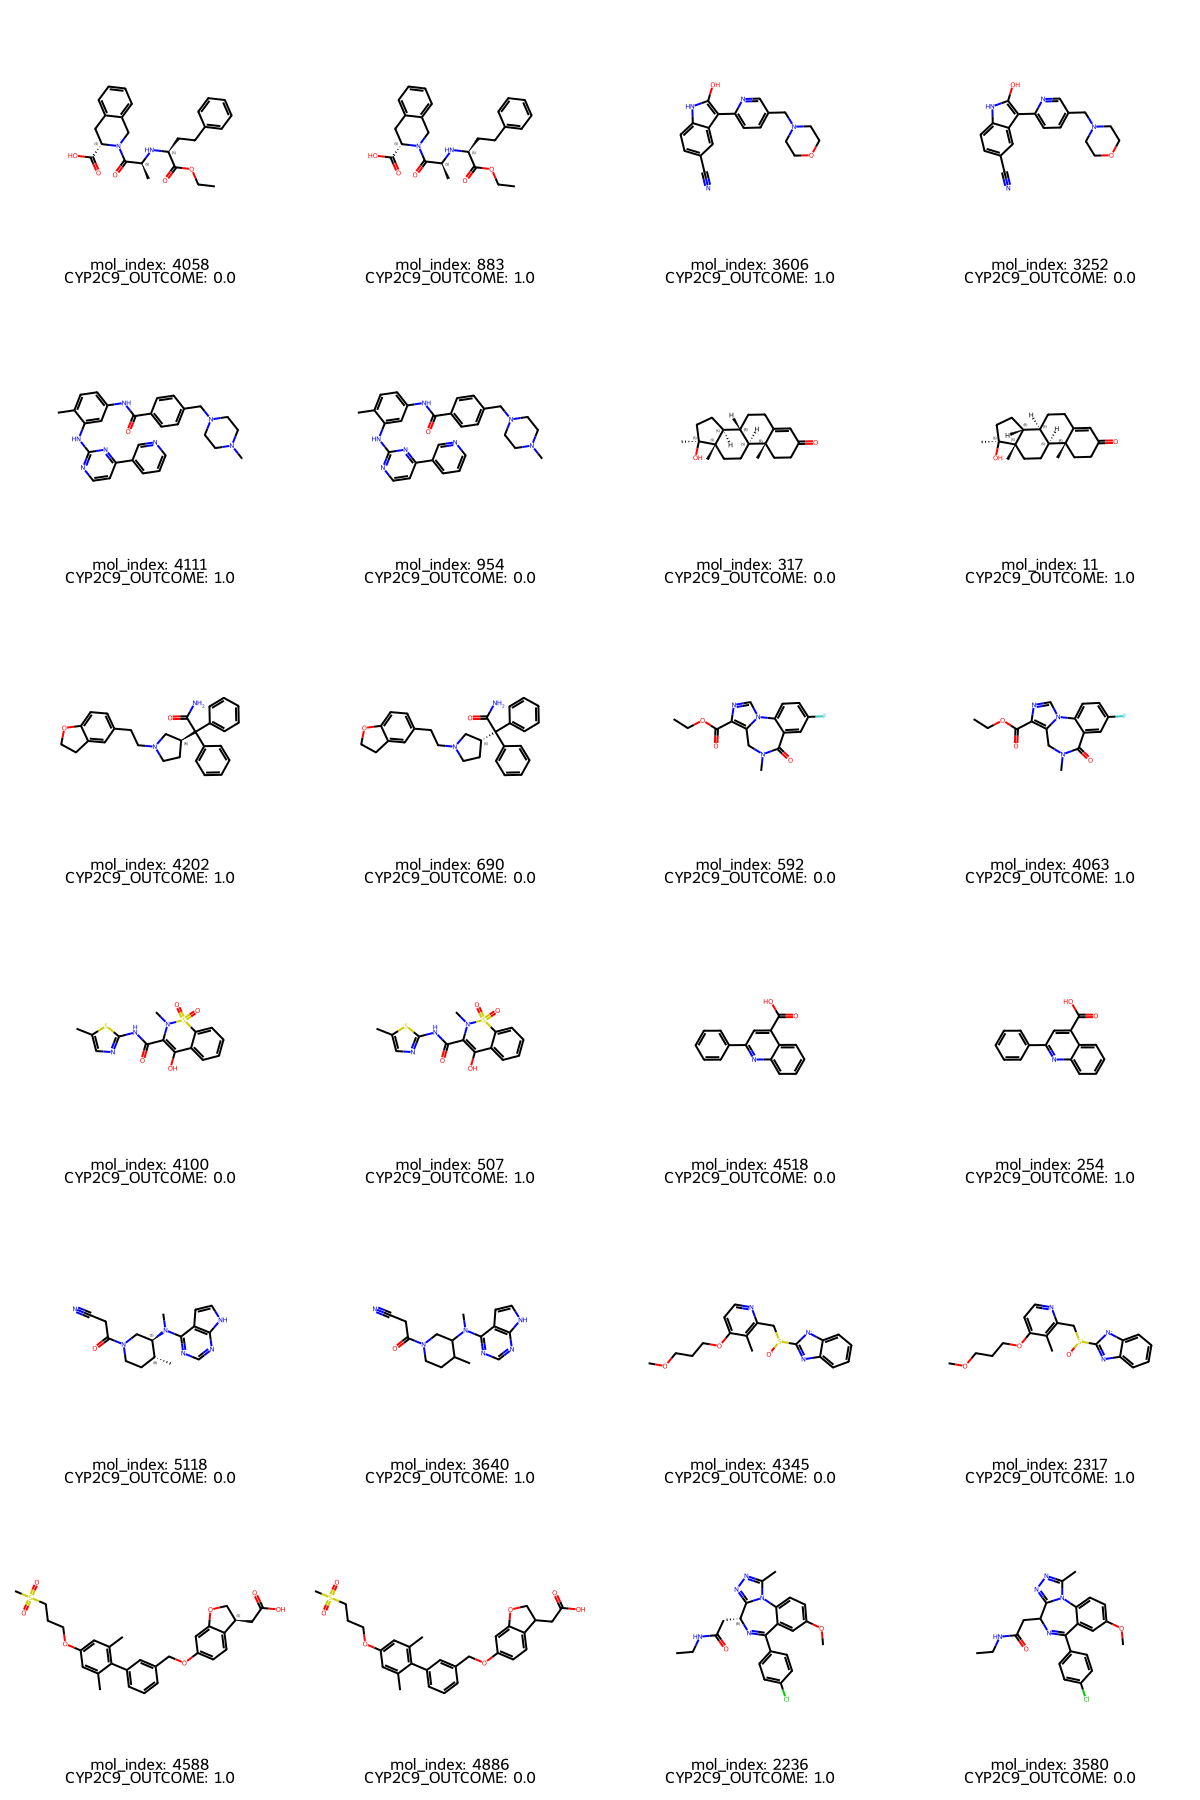 mol_index: 4058
CYP2C9_OUTCOME: 0.0
mol_index: 883
CYP2C9_OUTCOME: 1.0
mol_index: 3606
CYP2C9_OUTCOME: 1.0
mol_index: 3252
CYP2C9_OUTCOME: 0.0
mol_index: 4111
CYP2C9_OUTCOME: 1.0
mol_index: 954
CYP2C9_OUTCOME: 0.0
mol_index: 317
CYP2C9_OUTCOME: 0.0
mol_index: 11
CYP2C9_OUTCOME: 1.0
mol_index: 4202
CYP2C9_OUTCOME: 1.0
mol_index: 690
CYP2C9_OUTCOME: 0.0
mol_index: 592
CYP2C9_OUTCOME: 0.0
mol_index: 4063
CYP2C9_OUTCOME: 1.0
mol_index: 4100
CYP2C9_OUTCOME: 0.0
mol_index: 507
CYP2C9_OUTCOME: 1.0
mol_index: 4518
CYP2C9_OUTCOME: 0.0
mol_index: 254
CYP2C9_OUTCOME: 1.0
mol_index: 5118
CYP2C9_OUTCOME: 0.0
mol_index: 3640
CYP2C9_OUTCOME: 1.0
mol_index: 4345
CYP2C9_OUTCOME: 0.0
mol_index: 2317
CYP2C9_OUTCOME: 1.0
mol_index: 4588
CYP2C9_OUTCOME: 1.0
mol_index: 4886
CYP2C9_OUTCOME: 0.0
mol_index: 2236
CYP2C9_OUTCOME: 1.0
mol_index: 3580
CYP2C9_OUTCOME: 0.0